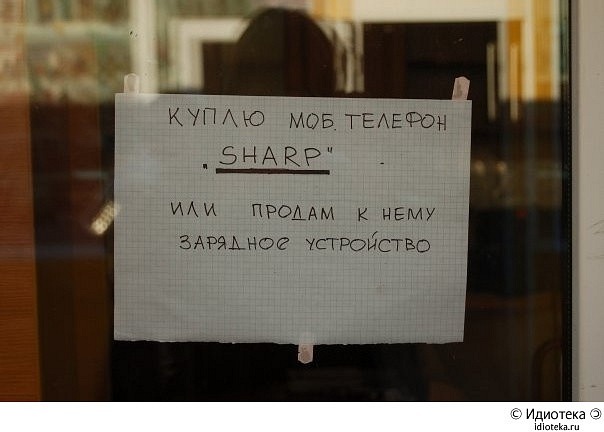 КУПЛЮ МОБ. ТЕЛЕФОН
„SHARP"
ИЛИ ПРОДАМ К НЕМУ
ЗАРЯДНОЕ УСТРОЙСТВО
© Идиотека
idioteka.ru